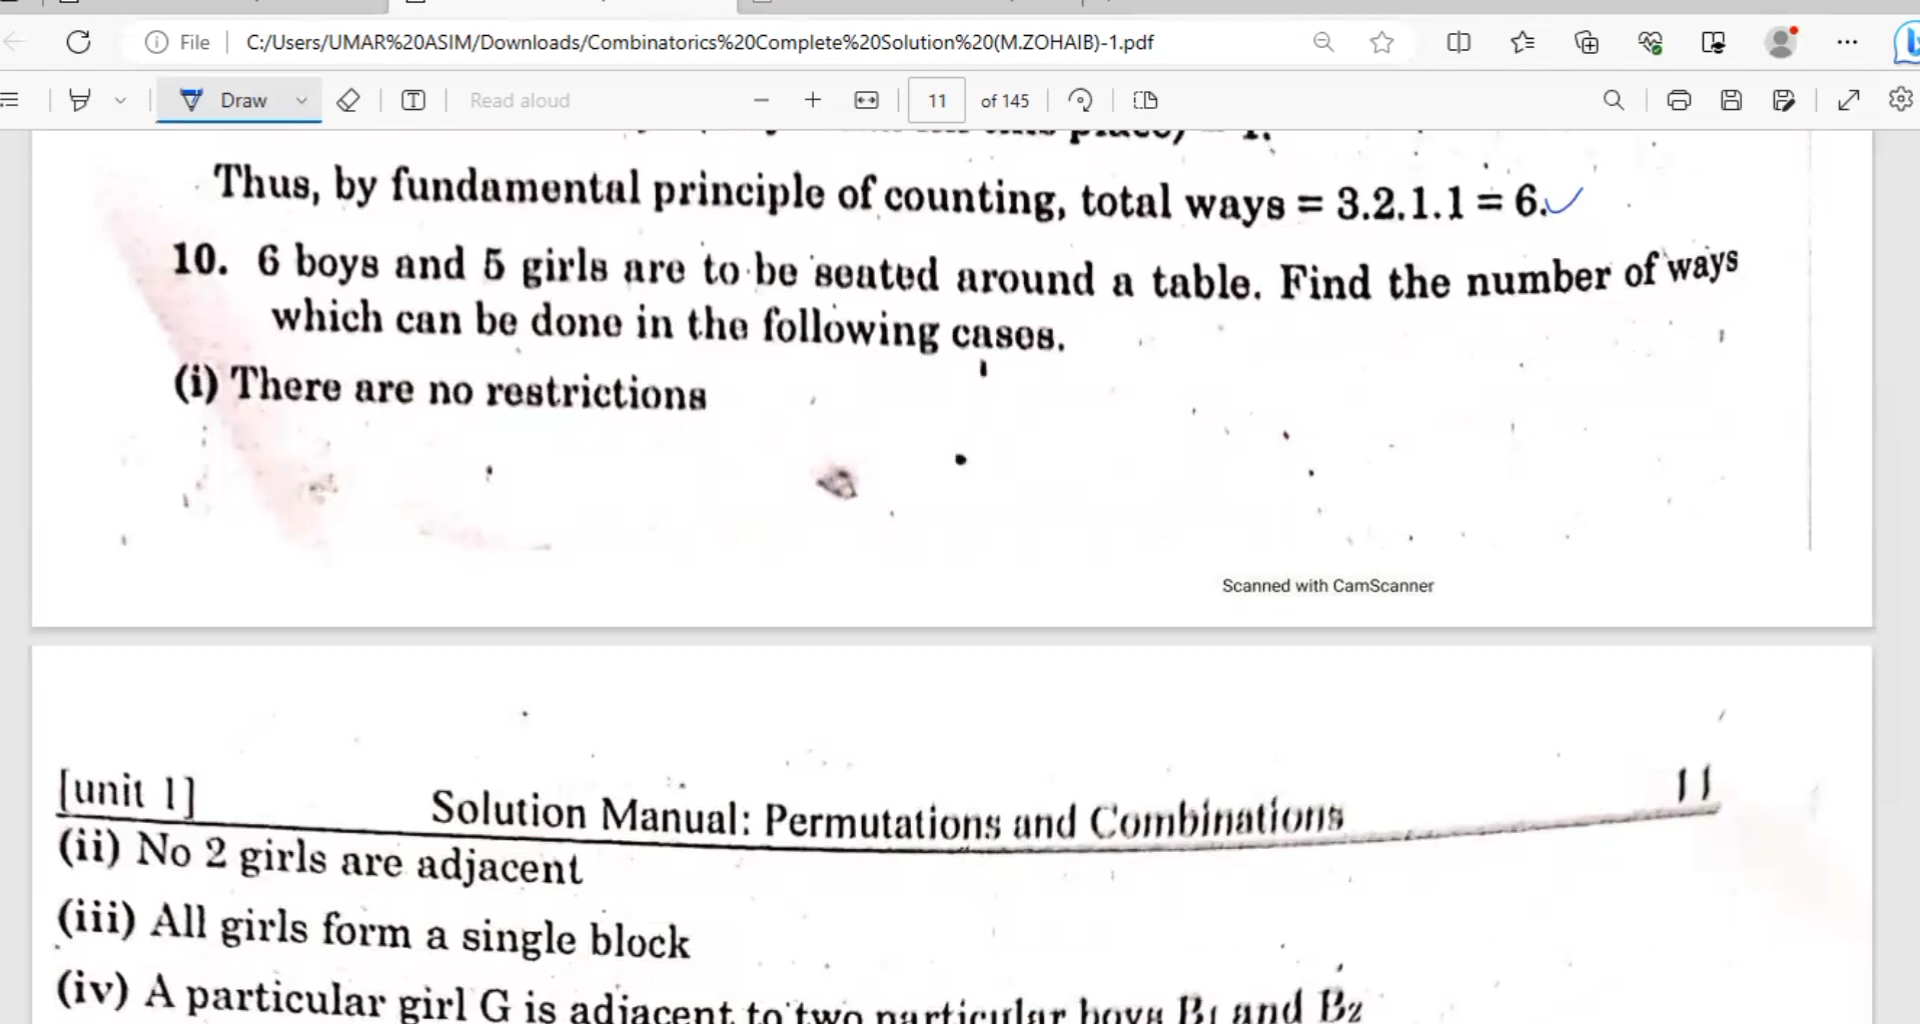 File
C:/Users/UMAR%20ASIM/Downloads/Combinatorics%20Complete%20Solution%20(M.ZOHAIB)-1.pdf
Draw
Read aloud
11 of 145
Thus, by fundamental principle of counting, total ways = 3.2.1.1 = 6.
10. 6 boys and 5 girls are to be seated around a table. Find the number of ways
which can be done in the following cases.
(i) There are no restrictions
Scanned with CamScanner
[unit 1] Solution Manual: Permutations and Combinations 11
(ii) No 2 girls are adjacent
(iii) All girls form a single block
(iv) A particular girl G is adjacent to two particular boys B₁ and B₂